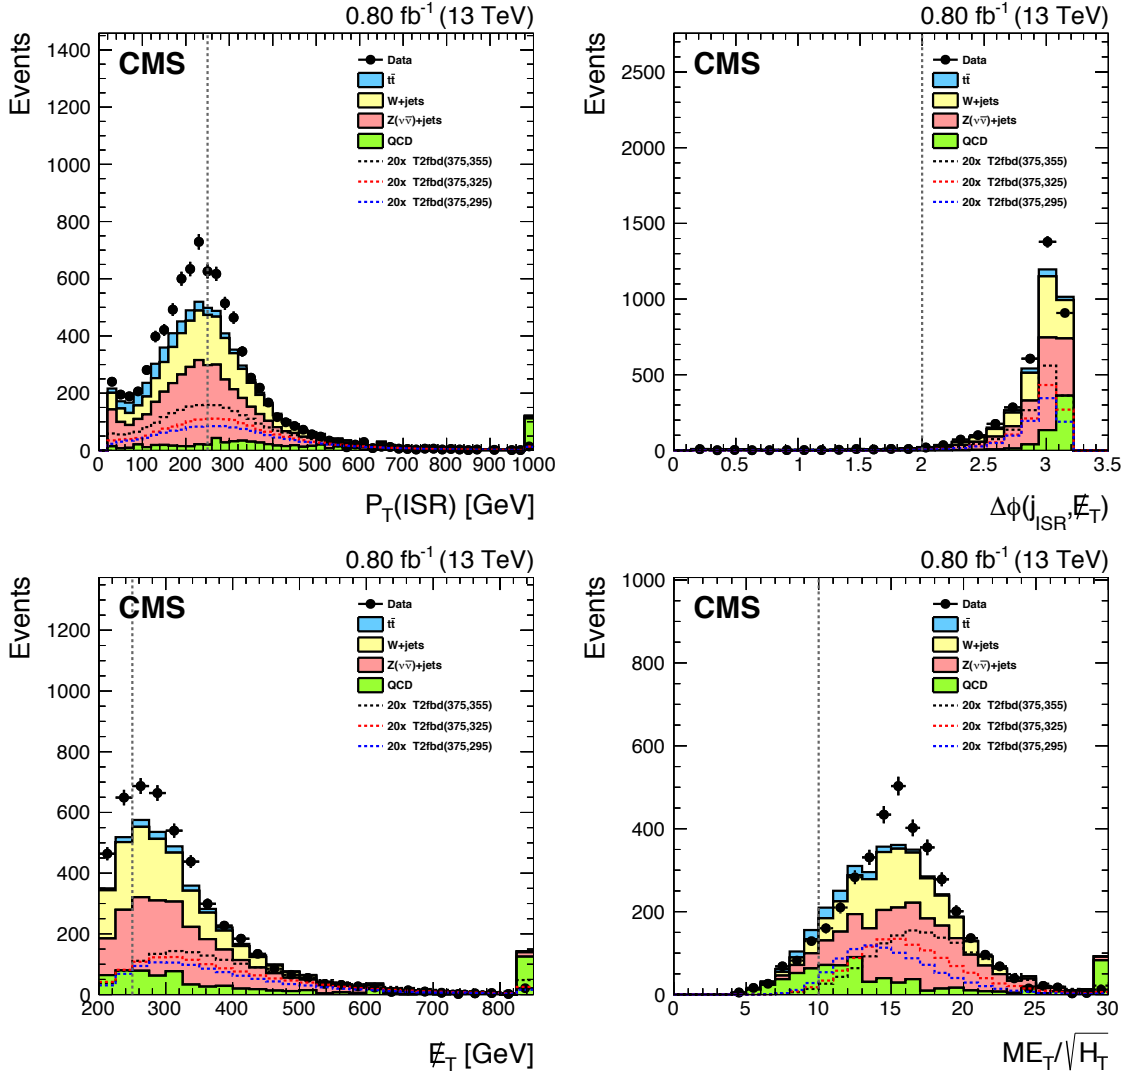 0.80 fb⁻¹ (13 TeV)
CMS
Events
1400
1200
1000
800
600
400
200
0
Data
tt̄
W+jets
Z(νν̄)+jets
QCD
20x T2fbd(375,355)
20x T2fbd(375,325)
20x T2fbd(375,295)
0 100 200 300 400 500 600 700 800 900 1000
P_T(ISR) [GeV]
0.80 fb⁻¹ (13 TeV)
CMS
Events
2500
2000
1500
1000
500
0
Data
tt̄
W+jets
Z(νν̄)+jets
QCD
20x T2fbd(375,355)
20x T2fbd(375,325)
20x T2fbd(375,295)
0 0.5 1 1.5 2 2.5 3 3.5
Δϕ(j_ISR,E̸_T)
0.80 fb⁻¹ (13 TeV)
CMS
Events
1200
1000
800
600
400
200
0
Data
tt̄
W+jets
Z(νν̄)+jets
QCD
20x T2fbd(375,355)
20x T2fbd(375,325)
20x T2fbd(375,295)
200 300 400 500 600 700 800
E̸_T [GeV]
0.80 fb⁻¹ (13 TeV)
CMS
Events
1000
800
600
400
200
0
Data
tt̄
W+jets
Z(νν̄)+jets
QCD
20x T2fbd(375,355)
20x T2fbd(375,325)
20x T2fbd(375,295)
0 5 10 15 20 25 30
ME_T/√H_T